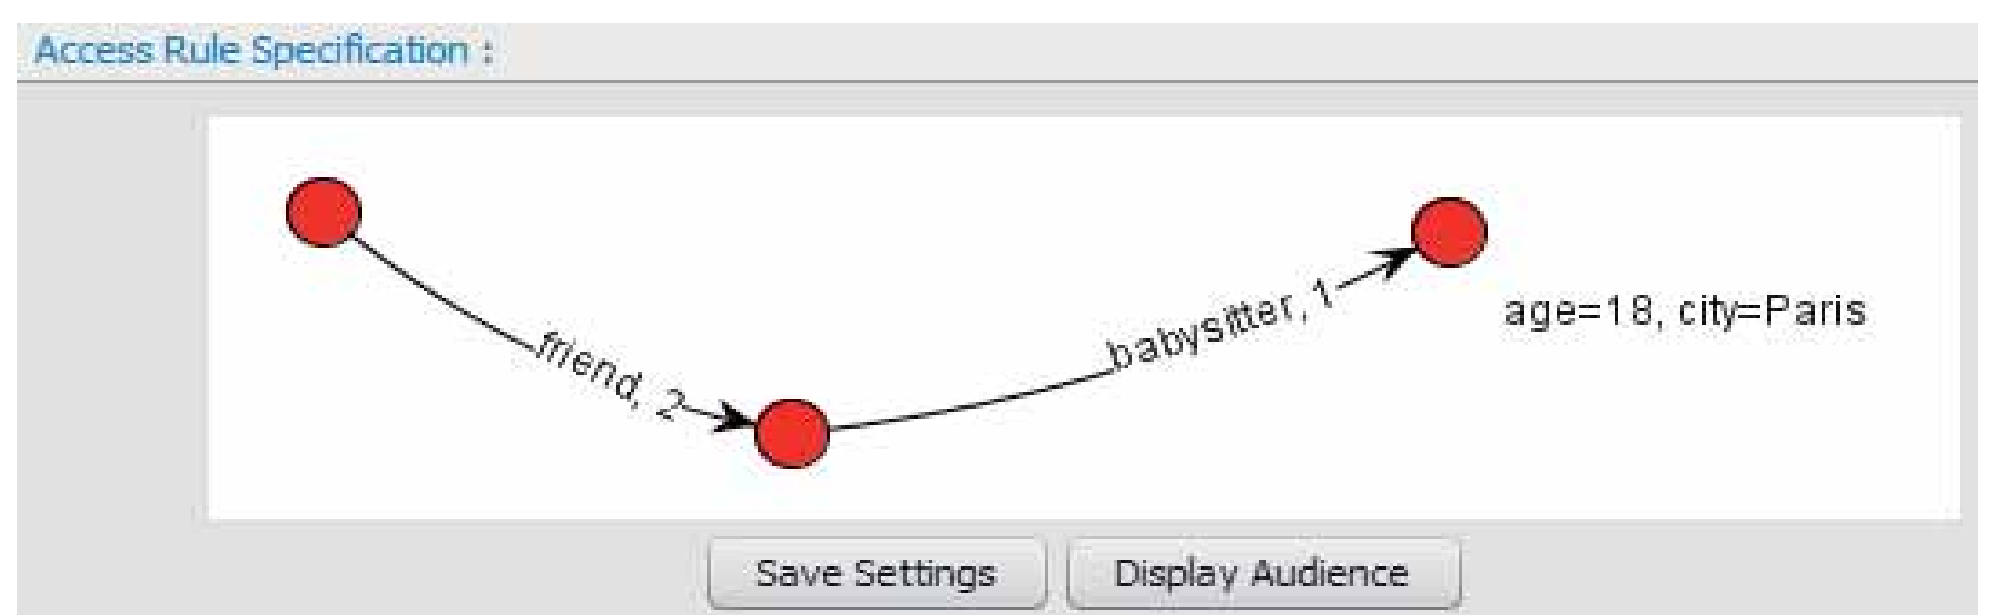 Access Rule Specification :
friend, 2
babysitter, 1
age=18, city=Paris
Save Settings
Display Audience